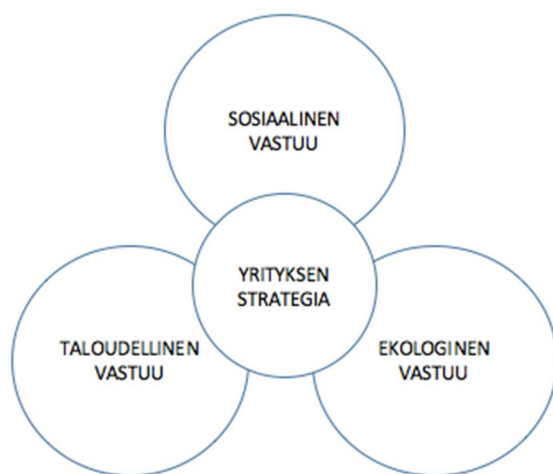 SOSIAALINEN
VASTUU
YRITYKSEN
STRATEGIA
TALOUDELLINEN
VASTUU
EKOLOGINEN
VASTUU